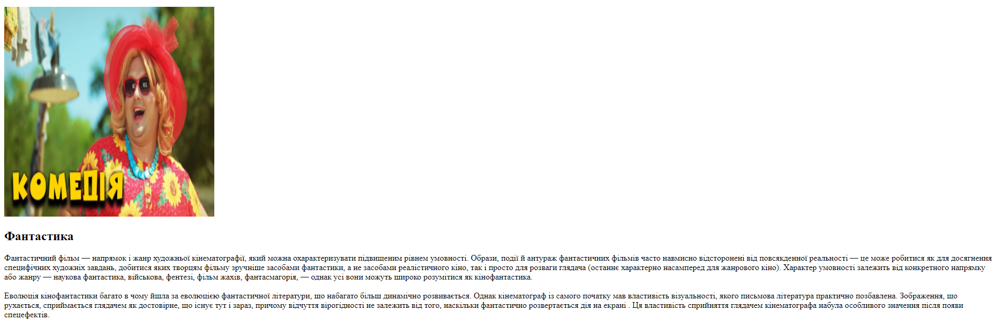 КОМЕДІЯ
Фантастика
Фантастичний фільм — напрямок і жанр художньої кінематографії, який можна охарактеризувати підвищеним рівнем умовності. Образи, події й антураж фантастичних фільмів часто навмисно відсторонені від повсякденної реальності — це може робитися як для досягнення
специфічних художніх завдань, добитися яких творцям фільму зручніше засобами фантастики, а не засобами реалістичного кіно, так і просто для розваги глядача (останнє характерно насамперед для жанрового кіно). Характер умовності залежить від конкретного напрямку
або жанру — наукова фантастика, військова, фентезі, фільм жахів, фантасмагорія, — однак усі вони можуть широко розумітися як кінофантастика.
Еволюція кінофантастики багато в чому йшла за еволюцією фантастичної літератури, що набагато більш динамічно розвивається. Однак кінематограф із самого початку мав властивість візуальності, якого письмова література практично позбавлена. Зображення, що
рухається, сприймається глядачем як достовірне, що існує тут і зараз, причому відчуття вірогідності не залежить від того, наскільки фантастично розвертається дія на екрані . Ця властивість сприйняття глядачем кінематографа набула особливого значення після появи
спецефектів.